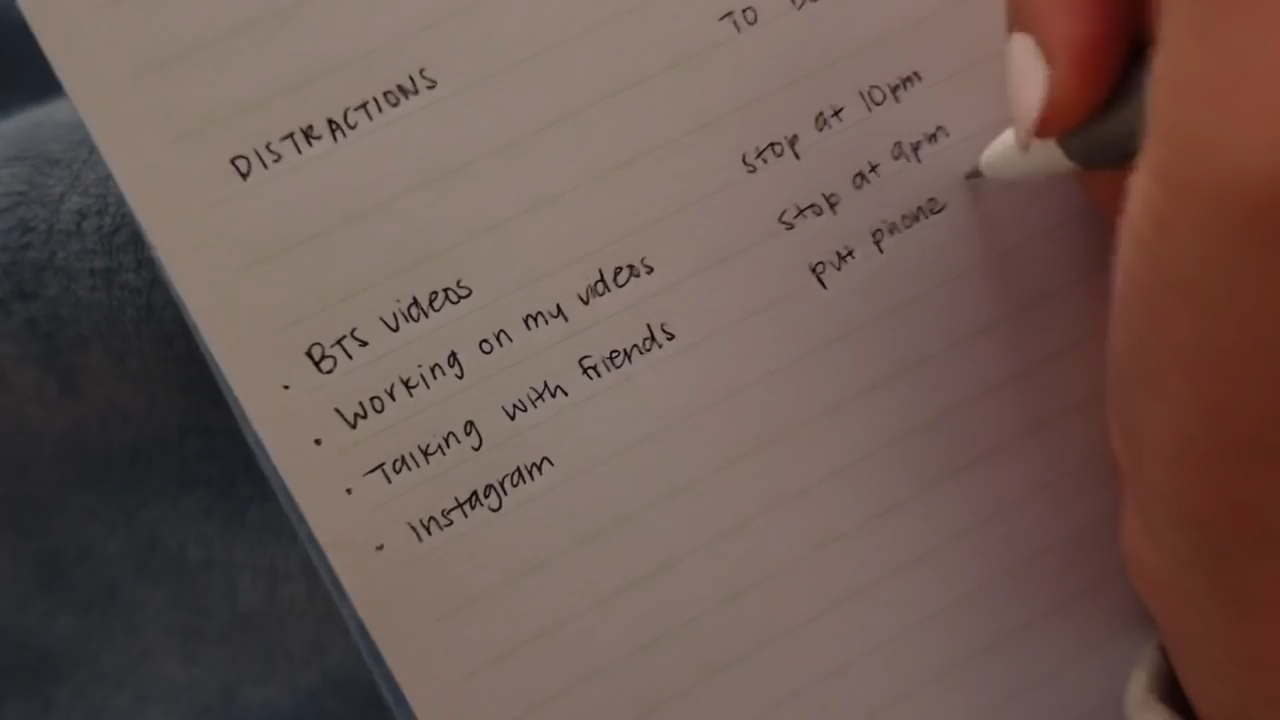 TO
DISTRACTIONS
stop at 10pm
stop at 9pm
put phone
• BTS videos
• Working on my videos
• Talking with friends
• Instagram